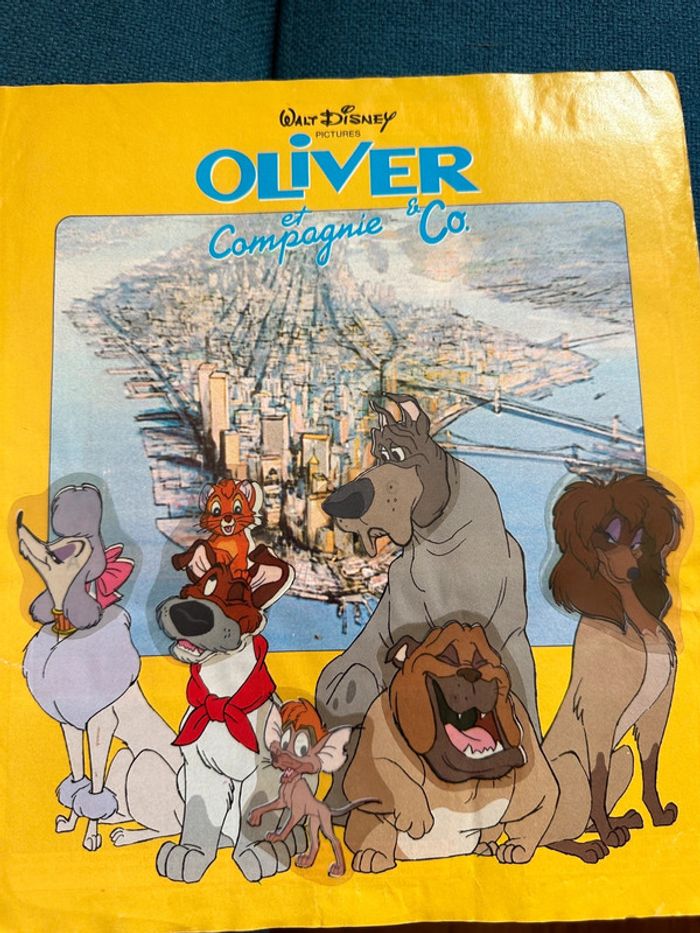 WALT DISNEY
PICTURES
OLiVER
et Compagnie & Co.